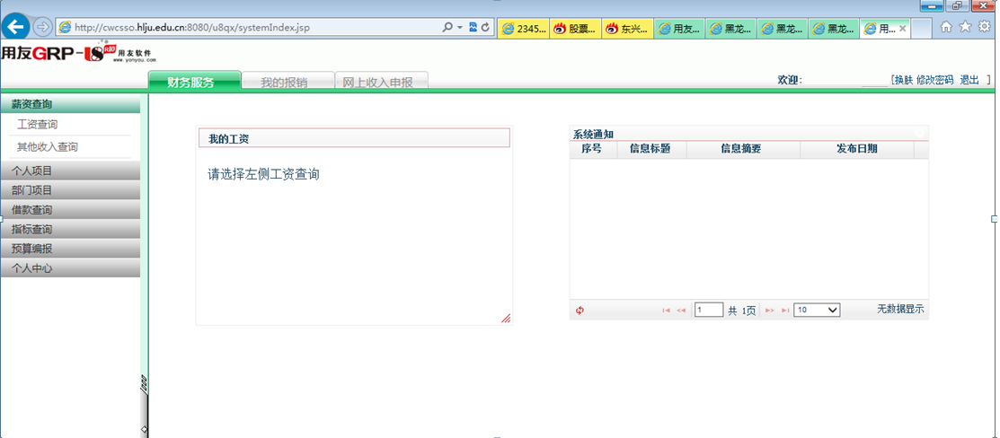 http://cwcsso.hlju.edu.cn:8080/u8qx/systemIndex.jsp
2345...
股票...
东兴...
用友...
黑龙...
黑龙...
黑龙...
用...
用友GRP-U8 R10 用友软件
www.yonyou.com
财务服务
我的报销
网上收入申报
欢迎:
[换肤 修改密码 退出 ]
薪资查询
工资查询
其他收入查询
个人项目
部门项目
借款查询
指标查询
预算编报
个人中心
我的工资
请选择左侧工资查询
系统通知
序号 信息标题 信息摘要 发布日期
1 共 1页 10 无数据显示